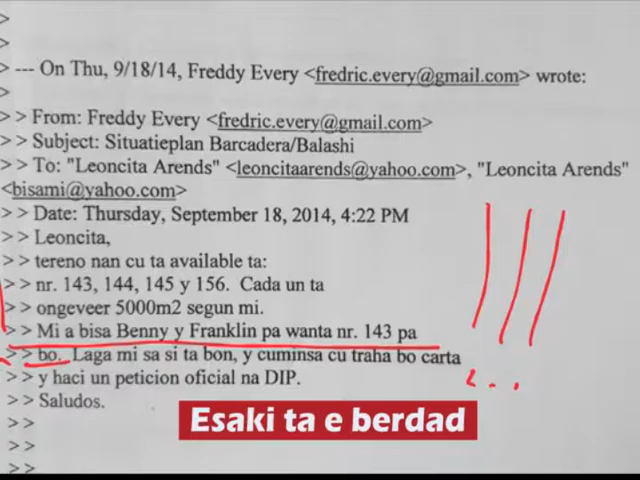 >
>
> --- On Thu, 9/18/14, Freddy Every <fredric.every@gmail.com> wrote:
>
> > From: Freddy Every <fredric.every@gmail.com>
> > Subject: Situatieplan Barcadera/Balashi
> > To: "Leoncita Arends" <leoncitaarends@yahoo.com>, "Leoncita Arends"
<bisami@yahoo.com>
> > Date: Thursday, September 18, 2014, 4:22 PM
> > Leoncita,
> > tereno nan cu ta available ta:
> > nr. 143, 144, 145 y 156. Cada un ta
> > ongeveer 5000m2 segun mi.
> > Mi a bisa Benny y Franklin pa wanta nr. 143 pa
> > bo. Laga mi sa si ta bon, y cuminsa cu traha bo carta
> > y haci un peticion oficial na DIP.
> > Saludos.
> >
> >
> >
Esaki ta e berdad